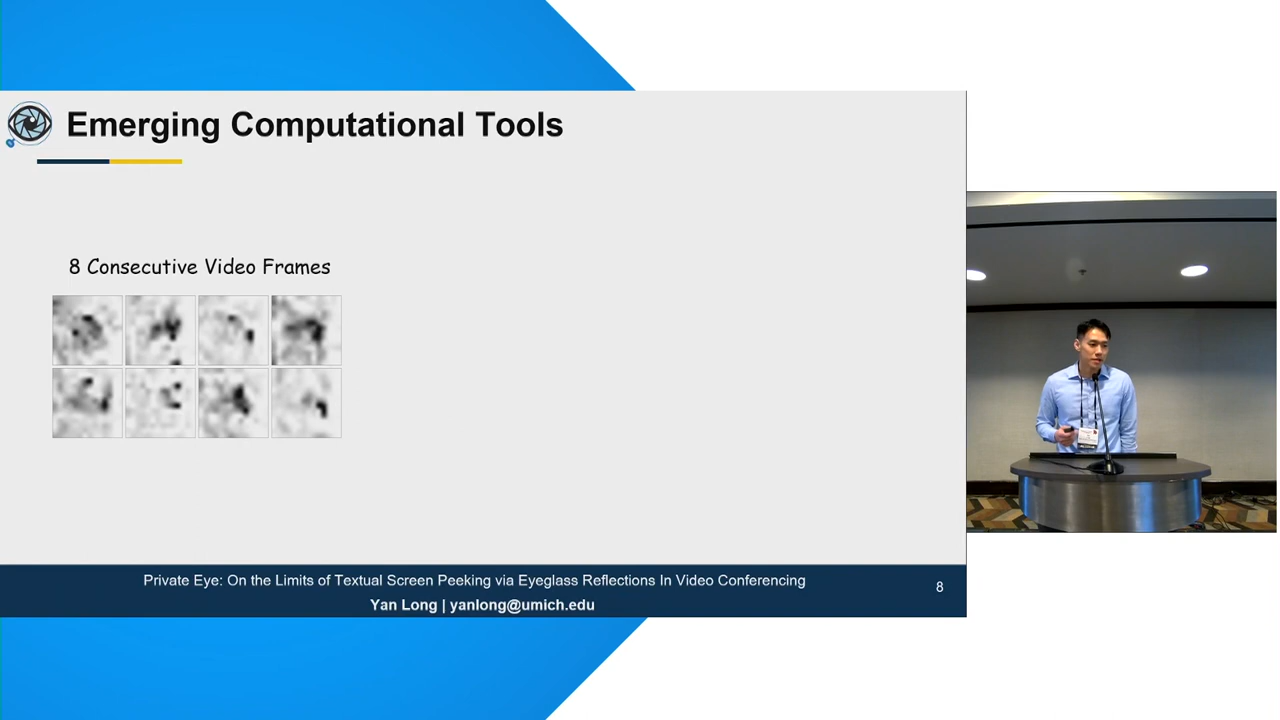 Emerging Computational Tools
8 Consecutive Video Frames
Private Eye: On the Limits of Textual Screen Peeking via Eyeglass Reflections In Video Conferencing
Yan Long | yanlong@umich.edu
8